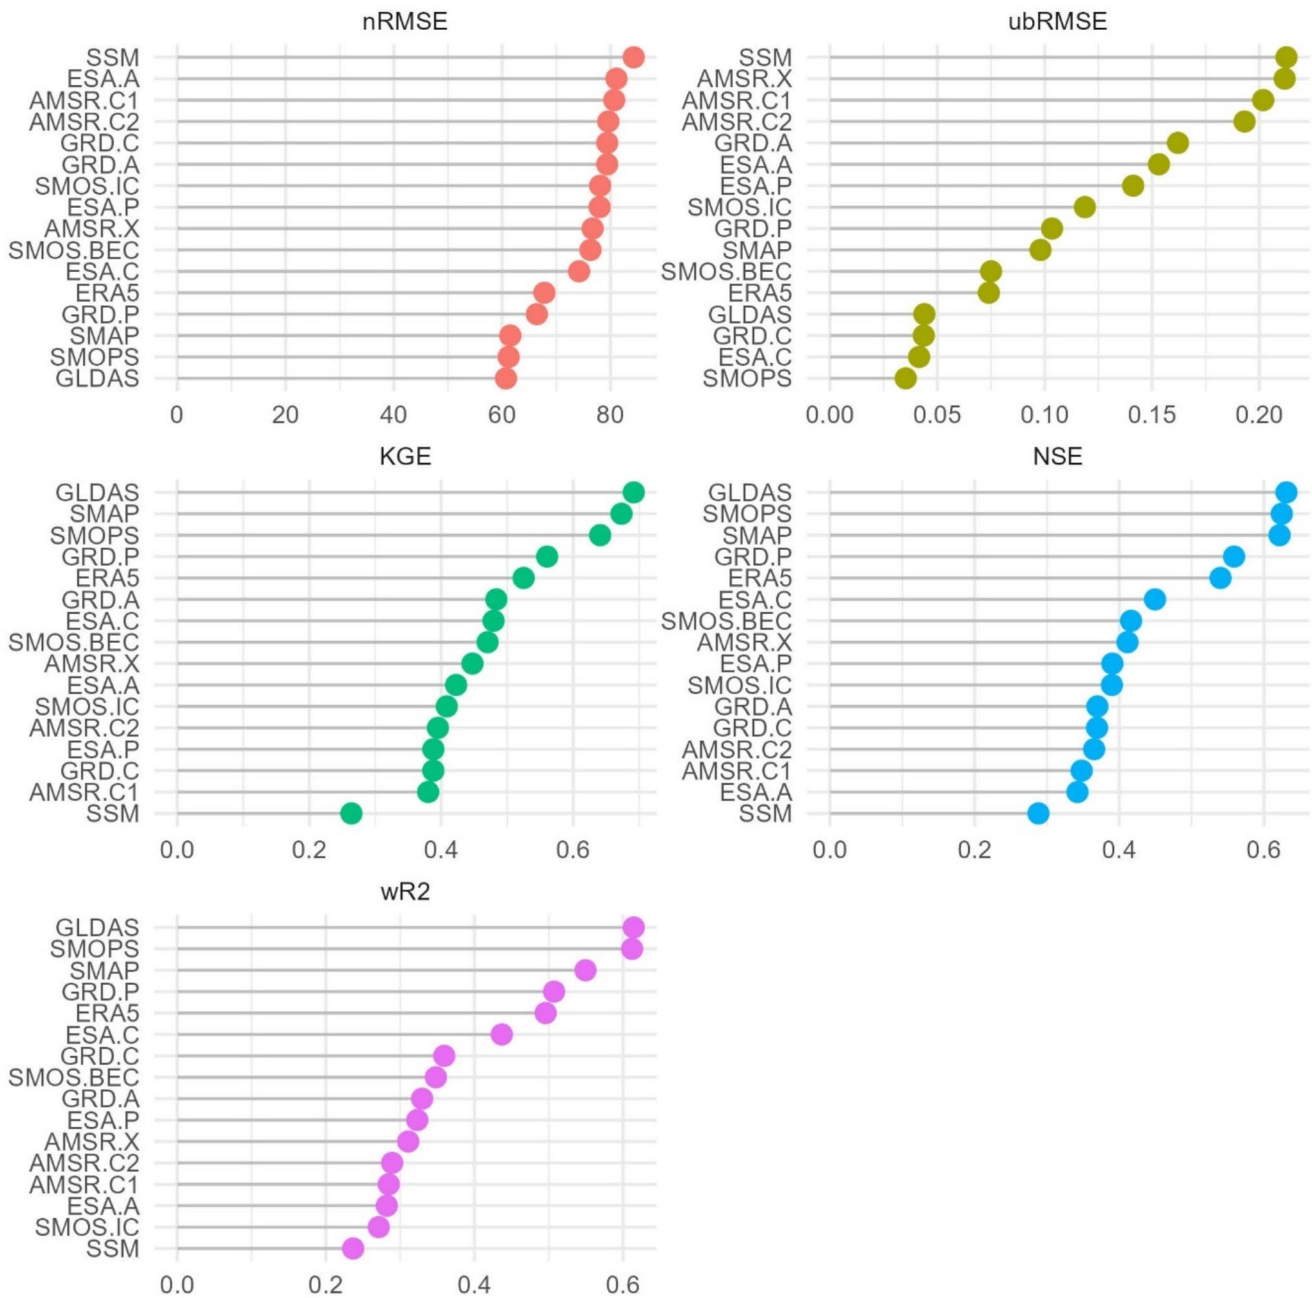 nRMSE
SSM
ESA.A
AMSR.C1
AMSR.C2
GRD.C
GRD.A
SMOS.IC
ESA.P
AMSR.X
SMOS.BEC
ESA.C
ERA5
GRD.P
SMAP
SMOPS
GLDAS
0 20 40 60 80
ubRMSE
SSM
AMSR.X
AMSR.C1
AMSR.C2
GRD.A
ESA.A
ESA.P
SMOS.IC
GRD.P
SMAP
SMOS.BEC
ERA5
GLDAS
GRD.C
ESA.C
SMOPS
0.00 0.05 0.10 0.15 0.20
KGE
GLDAS
SMAP
SMOPS
GRD.P
ERA5
GRD.A
ESA.C
SMOS.BEC
AMSR.X
ESA.A
SMOS.IC
AMSR.C2
ESA.P
GRD.C
AMSR.C1
SSM
0.0 0.2 0.4 0.6
NSE
GLDAS
SMOPS
SMAP
GRD.P
ERA5
ESA.C
SMOS.BEC
AMSR.X
ESA.P
SMOS.IC
GRD.A
GRD.C
AMSR.C2
AMSR.C1
ESA.A
SSM
0.0 0.2 0.4 0.6
wR2
GLDAS
SMOPS
SMAP
GRD.P
ERA5
ESA.C
GRD.C
SMOS.BEC
GRD.A
ESA.P
AMSR.X
AMSR.C2
AMSR.C1
ESA.A
SMOS.IC
SSM
0.0 0.2 0.4 0.6